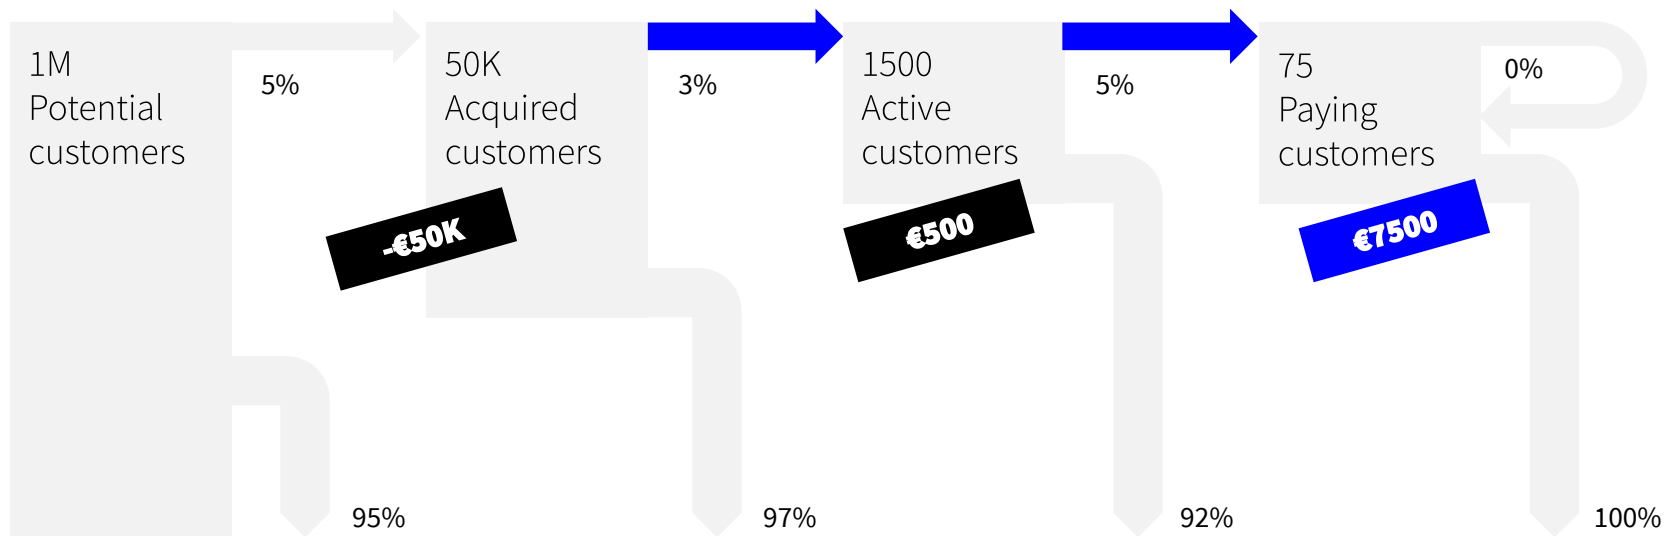 1M
Potential
customers
5%
95%
-€50K
50K
Acquired
customers
3%
97%
1500
Active
customers
€500
5%
92%
75
Paying
customers
€7500
0%
100%